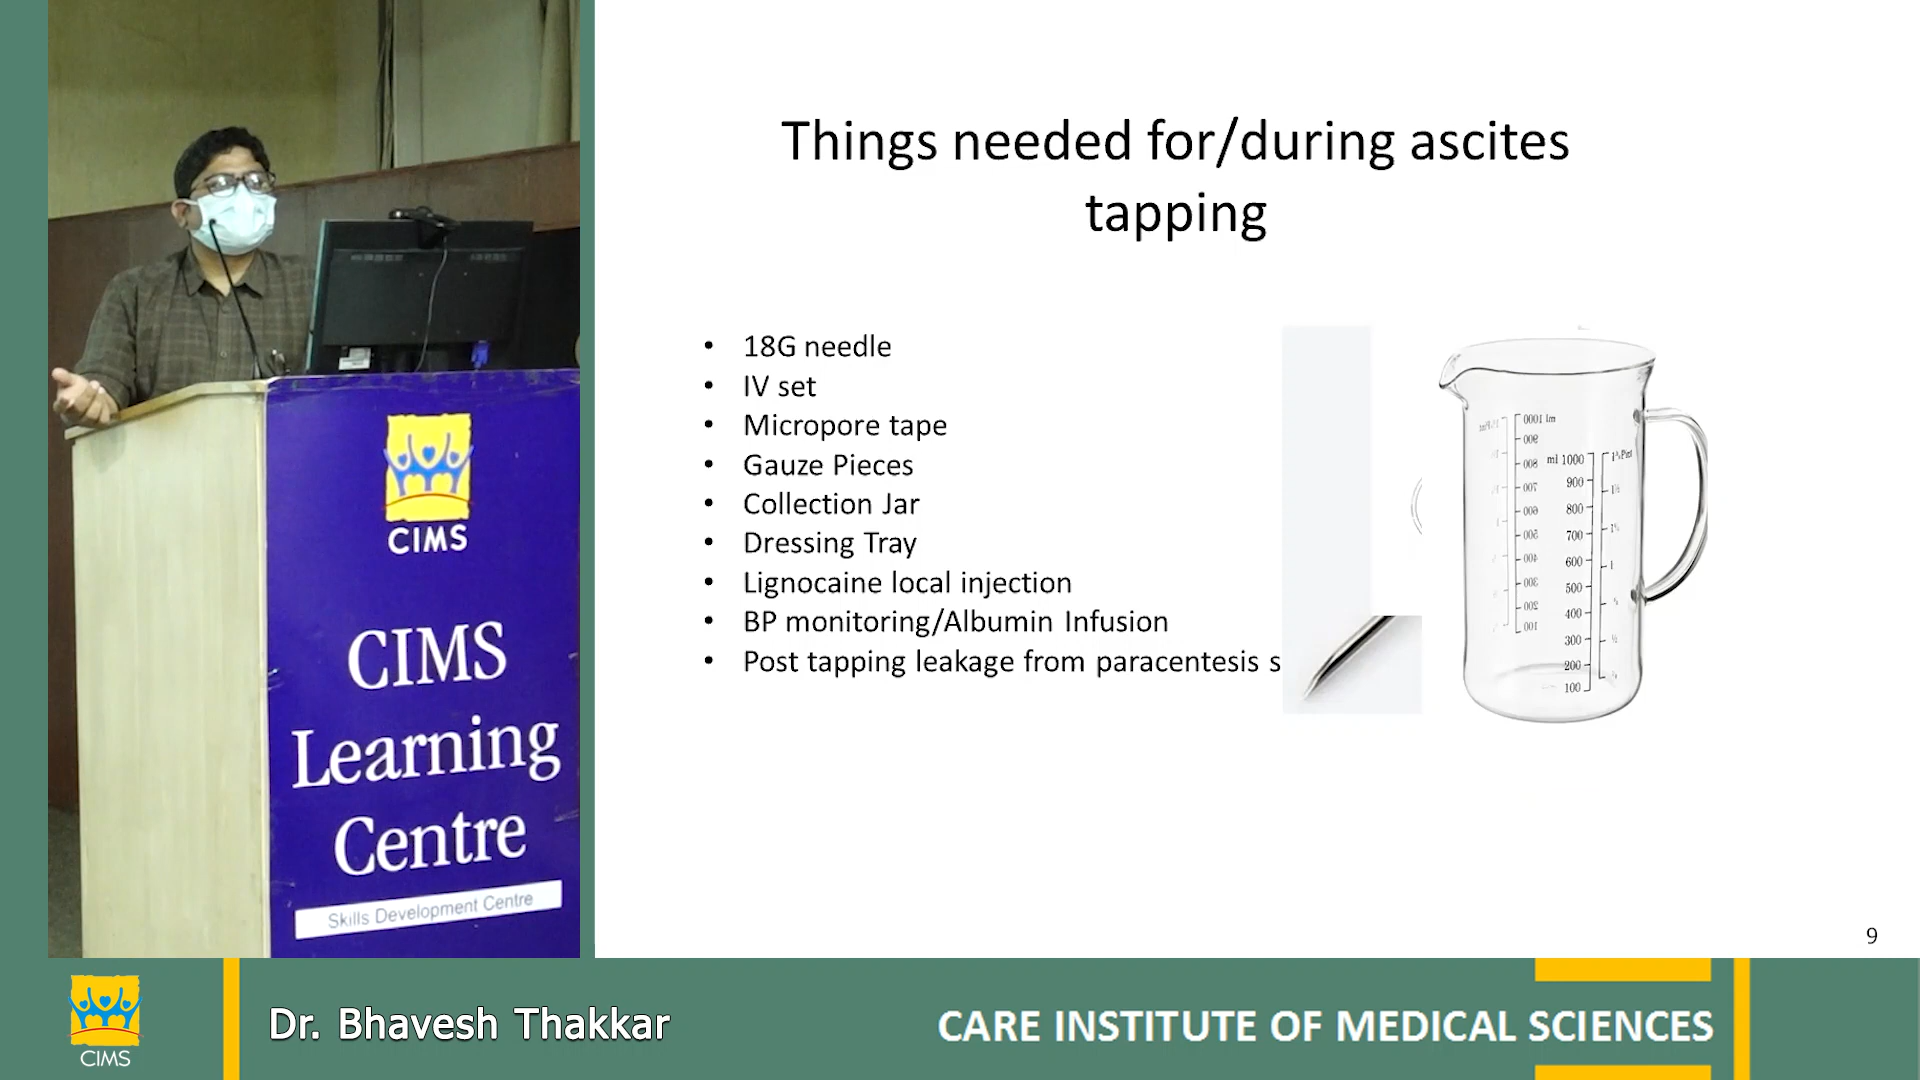 Things needed for/during ascites
tapping
• 18G needle
• IV set
• Micropore tape
• Gauze Pieces
• Collection Jar
• Dressing Tray
• Lignocaine local injection
• BP monitoring/Albumin Infusion
• Post tapping leakage from paracentesis s
ml 1000
900
800
700
600
500
400
300
200
100
9
CIMS
CIMS
Learning
Centre
Skills Development Centre
CIMS
Dr. Bhavesh Thakkar
CARE INSTITUTE OF MEDICAL SCIENCES